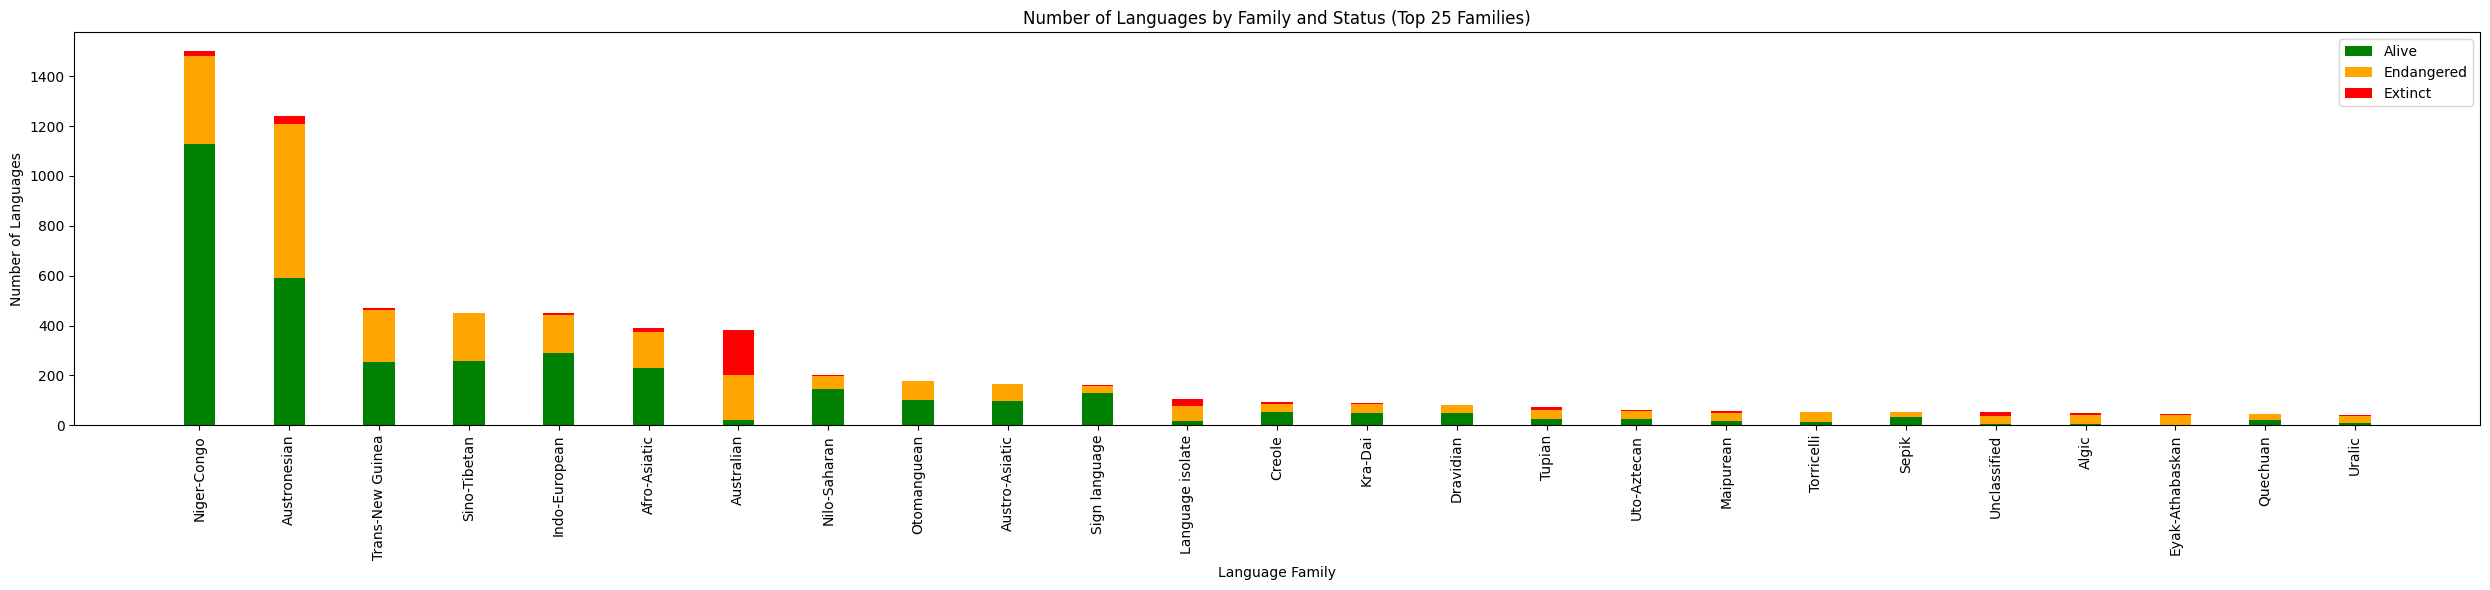 Number of Languages by Family and Status (Top 25 Families)
Alive
Endangered
Extinct
Number of Languages
1400
1200
1000
800
600
400
200
0
Niger-Congo
Austronesian
Trans-New Guinea
Sino-Tibetan
Indo-European
Afro-Asiatic
Australian
Nilo-Saharan
Otomanguean
Austro-Asiatic
Sign language
Language isolate
Creole
Kra-Dai
Dravidian
Tupian
Uto-Aztecan
Maipurean
Torricelli
Sepik
Unclassified
Algic
Eyak-Athabaskan
Quechuan
Uralic
Language Family